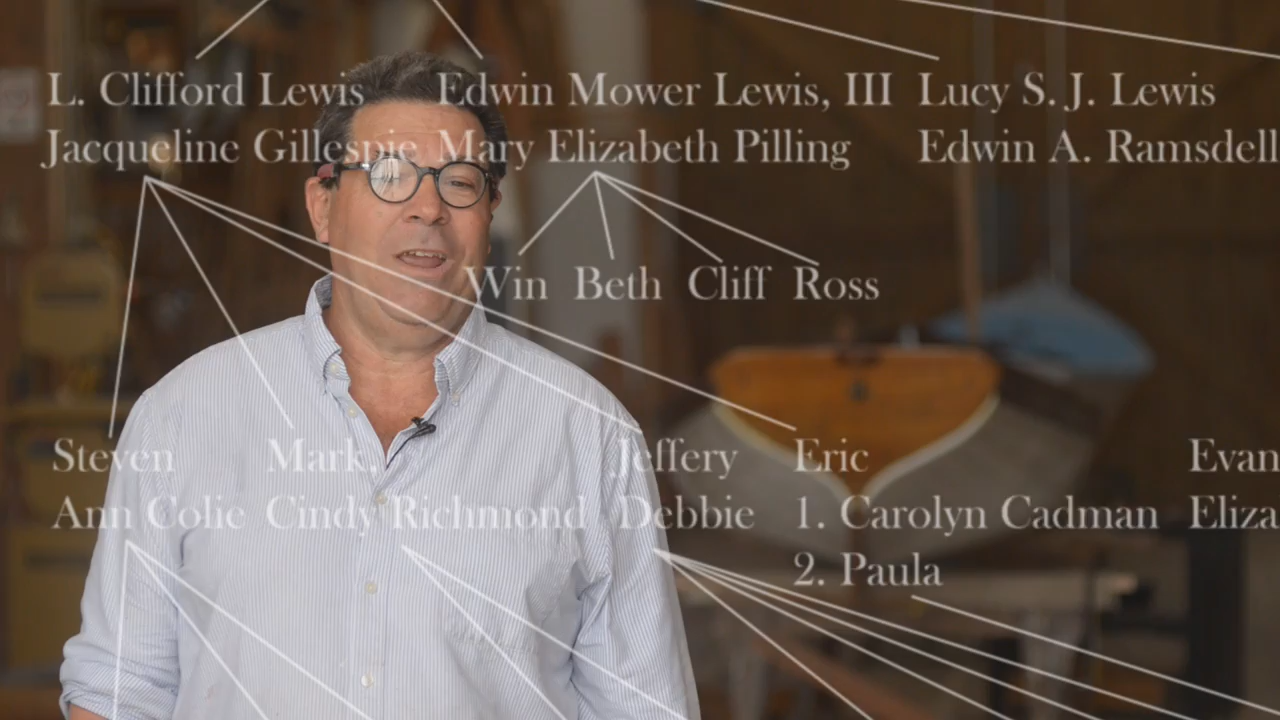 L. Clifford Lewis Edwin Mower Lewis, III Lucy S. J. Lewis
Jacqueline Gillespie Mary Elizabeth Pilling Edwin A. Ramsdell
Win Beth Cliff Ross
Steven Mark, Jeffery Eric Evan
Ann Colie Cindy Richmond Debbie 1. Carolyn Cadman Eliza
2. Paula